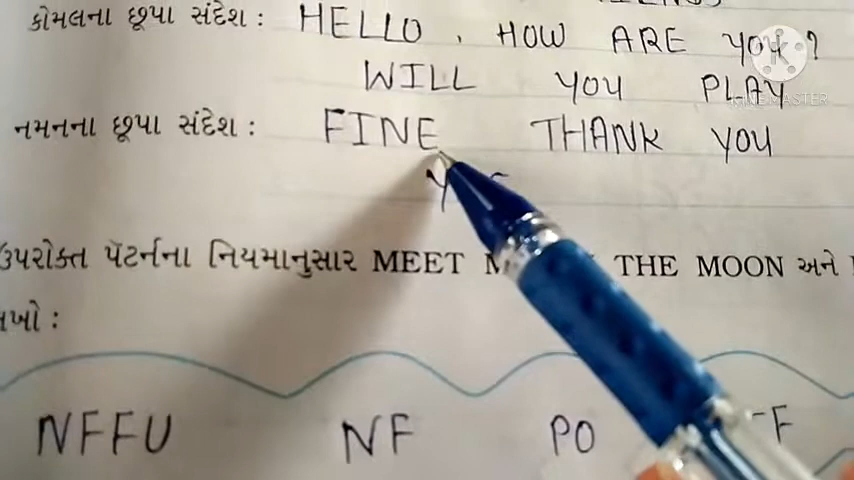 કોમલના છૂપા સંદેશ : HELLO , HOW ARE YOU ?
WILL YOU PLAY
નમનના છૂપા સંદેશ : FINE THANK YOU
ઉપરોક્ત પૅટર્નના નિયમાનુસાર MEET THE MOON અને
NFFU NF PO